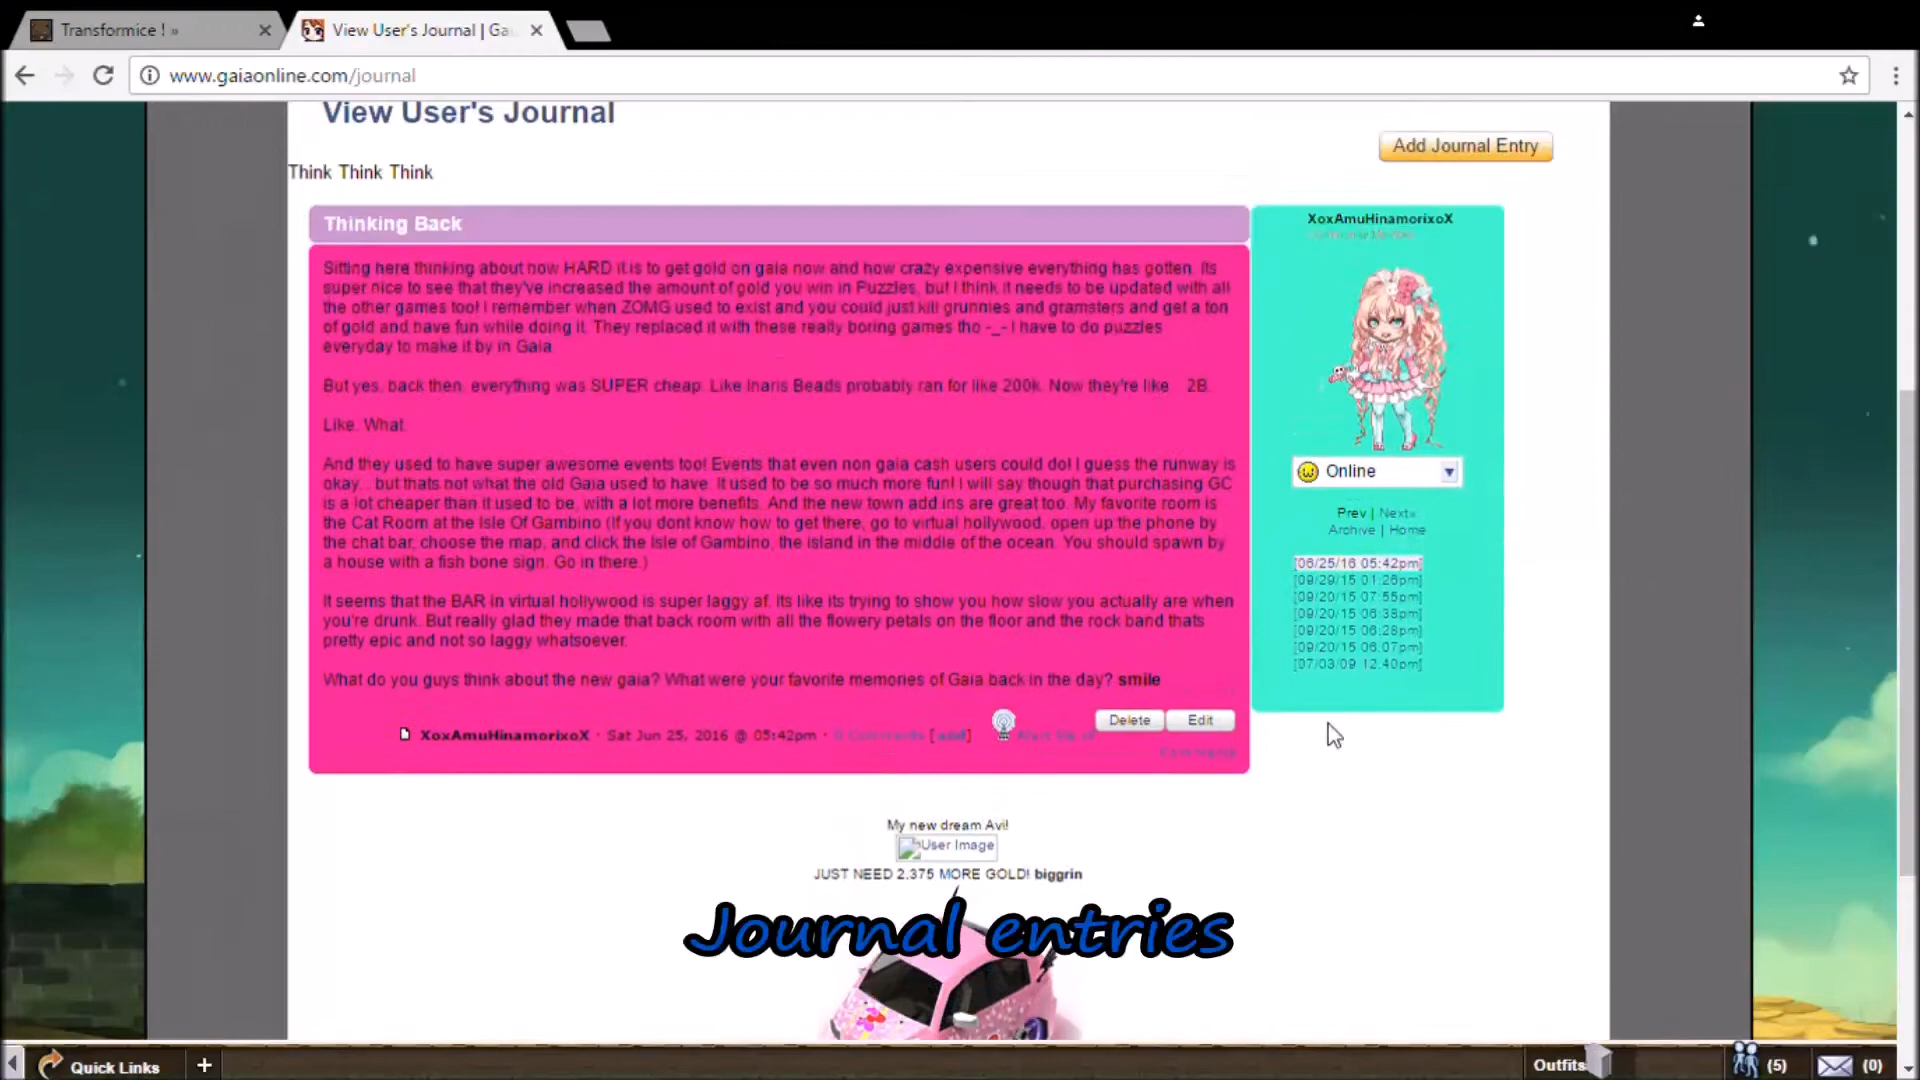 Transformice ! »
View User's Journal | Ga
www.gaiaonline.com/journal
View User's Journal
Add Journal Entry
Think Think Think
Thinking Back
Sitting here thinking about now HARD it is to get gold on gaia now and how crazy expensive everything has gotten. Its
super nice to see that they've increased the amount of gold you win in Puzzles, but I think it needs to be updated with all
the other games too! I remember when ZOMG used to exist and you could just kill grunnies and gramsters and get a ton
of gold and have fun while doing it. They replaced it with these really boring games tho -_- I have to do puzzles
everyday to make it by in Gaia
But yes, back then, everything was SUPER cheap. Like Inaris Beads probably ran for like 200k. Now they're like 2B.
Like. What.
And they used to have super awesome events too! Events that even non gaia cash users could do! I guess the runway is
okay... but thats not what the old Gaia used to have. It used to be so much more fun! I will say though that purchasing GC
is a lot cheaper than it used to be, with a lot more benefits. And the new town add ins are great too. My favorite room is
the Cat Room at the Isle Of Gambino (If you dont know how to get there, go to virtual hollywood, open up the phone by
the chat bar, choose the map, and click the Isle of Gambino, the island in the middle of the ocean. You should spawn by
a house with a fish bone sign. Go in there.)
It seems that the BAR in virtual hollywood is super laggy af. Its like its trying to show you how slow you actually are when
you're drunk. But really glad they made that back room with all the flowery petals on the floor and the rock band thats
pretty epic and not so laggy whatsoever.
What do you guys think about the new gaia? What were your favorite memories of Gaia back in the day? smile
XoxAmuHinamorixoX · Sat Jun 25, 2016 @ 05:42pm · 0 Comments [add]
Delete
Edit
Comments
XoxAmuHinamorixoX
Online
Prev | Next»
Archive | Home
[06/25/16 05:42pm]
[09/29/15 01:26pm]
[09/20/15 07:55pm]
[09/20/15 06:38pm]
[09/20/15 06:28pm]
[09/20/15 06:07pm]
[07/03/09 12:40pm]
My new dream Avi!
User Image
JUST NEED 2,375 MORE GOLD! biggrin
Journal entries
Quick Links
+
Outfits
(5)
(0)